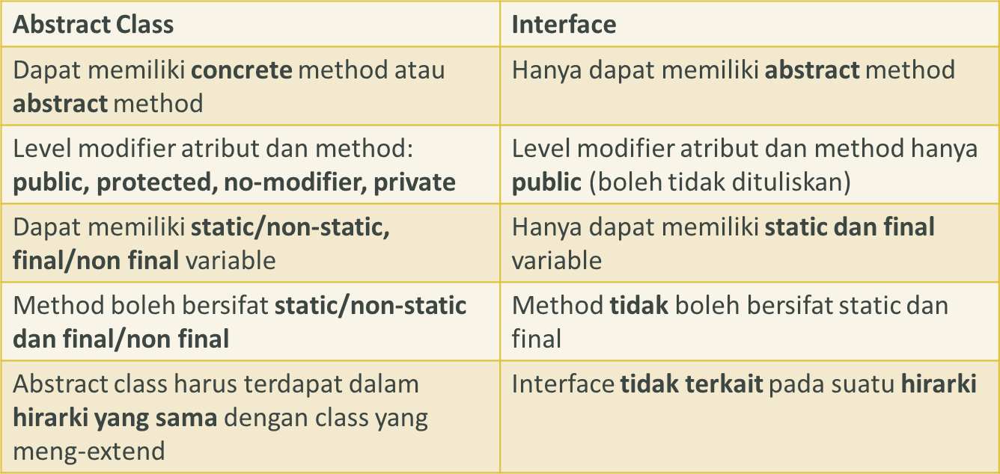 Abstract Class
Interface
Dapat memiliki concrete method atau
abstract method
Hanya dapat memiliki abstract method
Level modifier atribut dan method:
public, protected, no-modifier, private
Level modifier atribut dan method hanya
public (boleh tidak dituliskan)
Dapat memiliki static/non-static,
final/non final variable
Hanya dapat memiliki static dan final
variable
Method boleh bersifat static/non-static
dan final/non final
Method tidak boleh bersifat static dan
final
Abstract class harus terdapat dalam
hirarki yang sama dengan class yang
meng-extend
Interface tidak terkait pada suatu hirarki